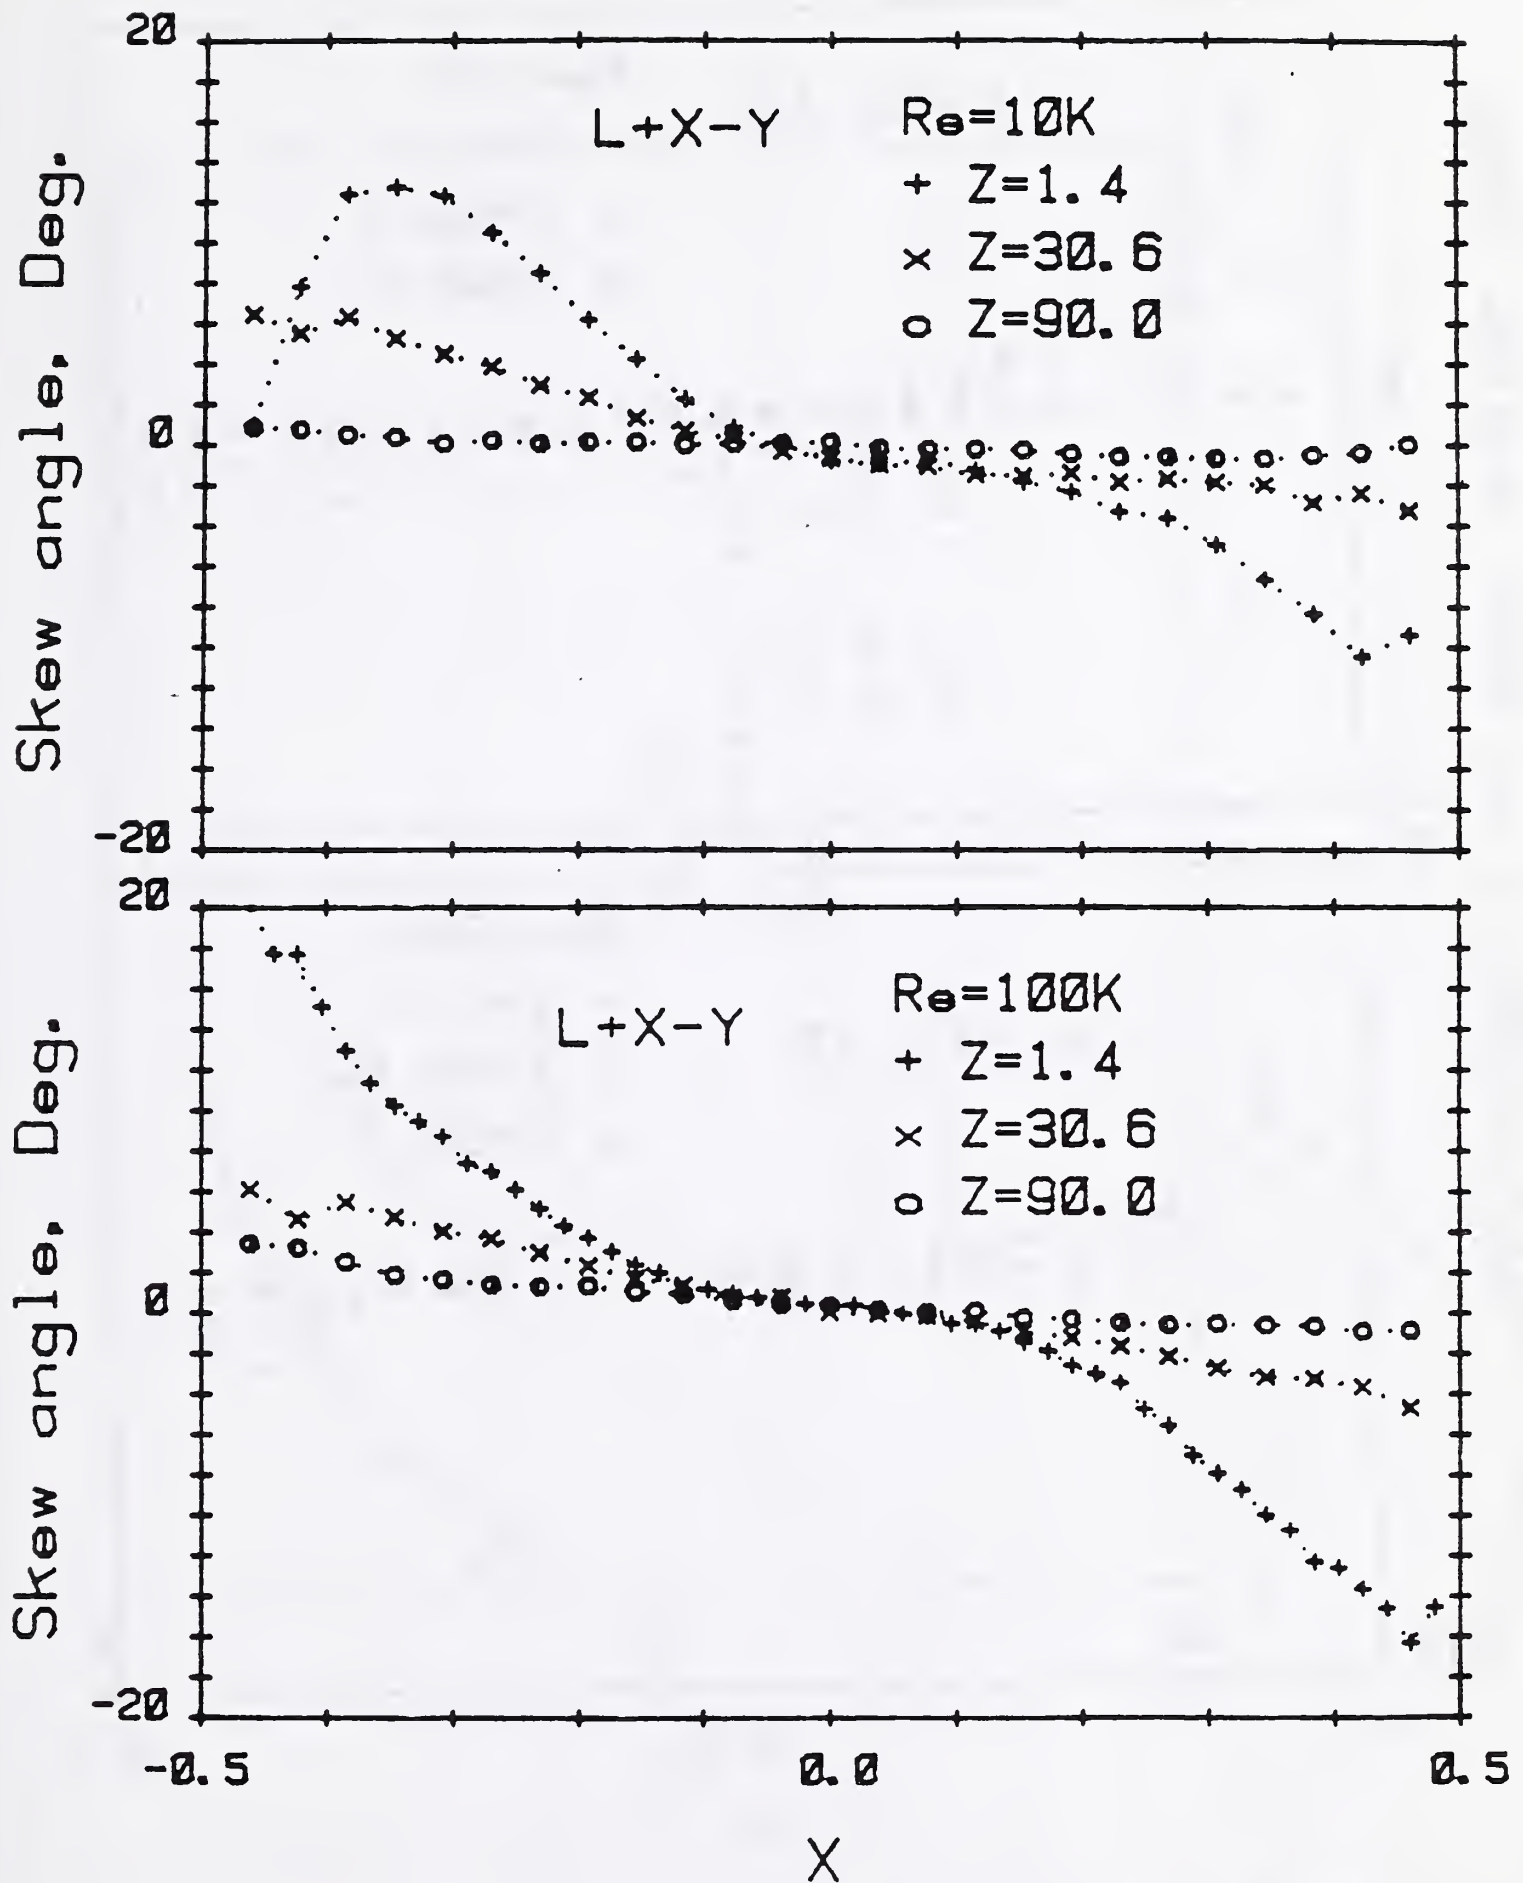 20
L+X-Y
Re=10K
+ Z=1.4
× Z=30.6
o Z=90.0
Skew angle, Deg.
0
-20
20
L+X-Y
Re=100K
+ Z=1.4
× Z=30.6
o Z=90.0
Skew angle, Deg.
0
-20
-0.5 0.0 0.5
X